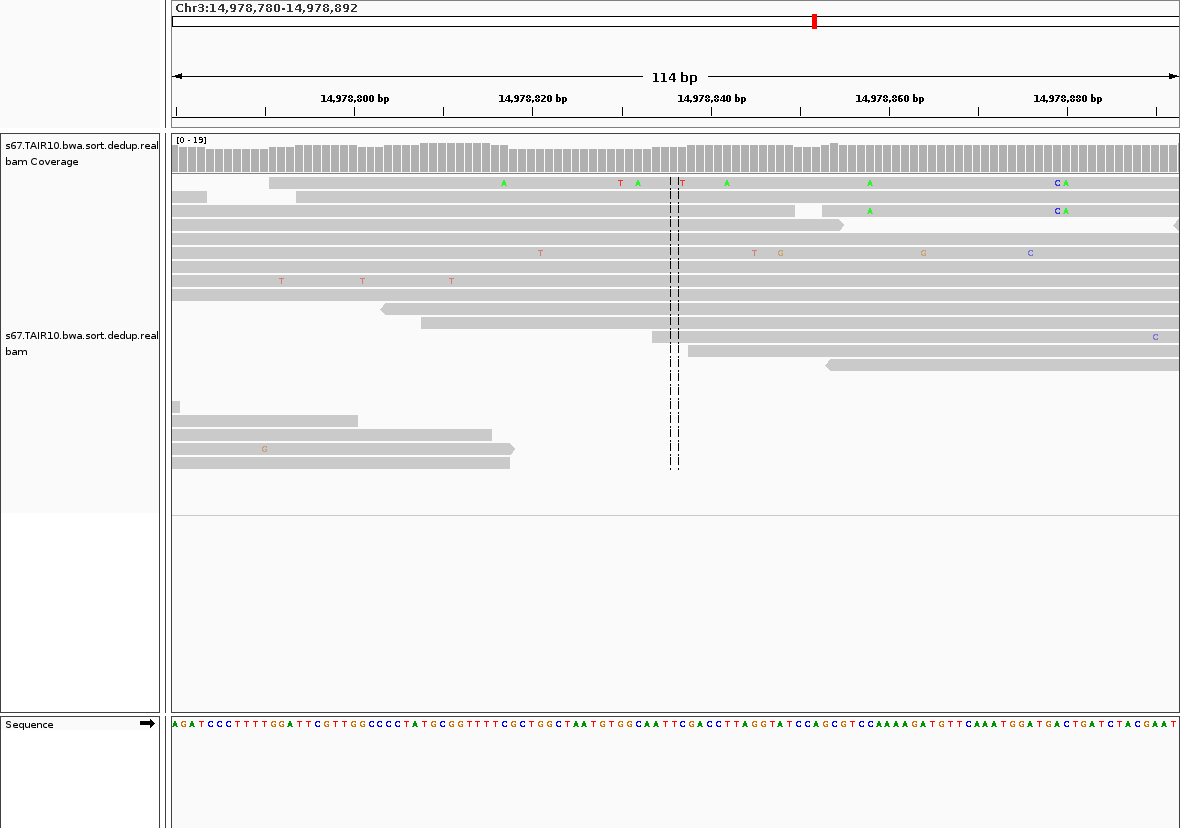 Chr3:14,978,780-14,978,892
114 bp
14,978,800 bp 14,978,820 bp 14,978,840 bp 14,978,860 bp 14,978,880 bp
s67.TAIR10.bwa.sort.dedup.real
bam Coverage
[0 - 19]
A T A T A A C A
A C A
T T G G C
T T T
s67.TAIR10.bwa.sort.dedup.real
bam
C
G
Sequence
A G A T C C C T T T T G G A T T C G T T G G C C C C T A T G C G G T T T T C G C T G G C T A A T G T G G C A A T T C G A C C T T A G G T A T C C A G C G T C C A A A A G A T G T T C A A A T G G A T G A C T G A T C T A C G A A T